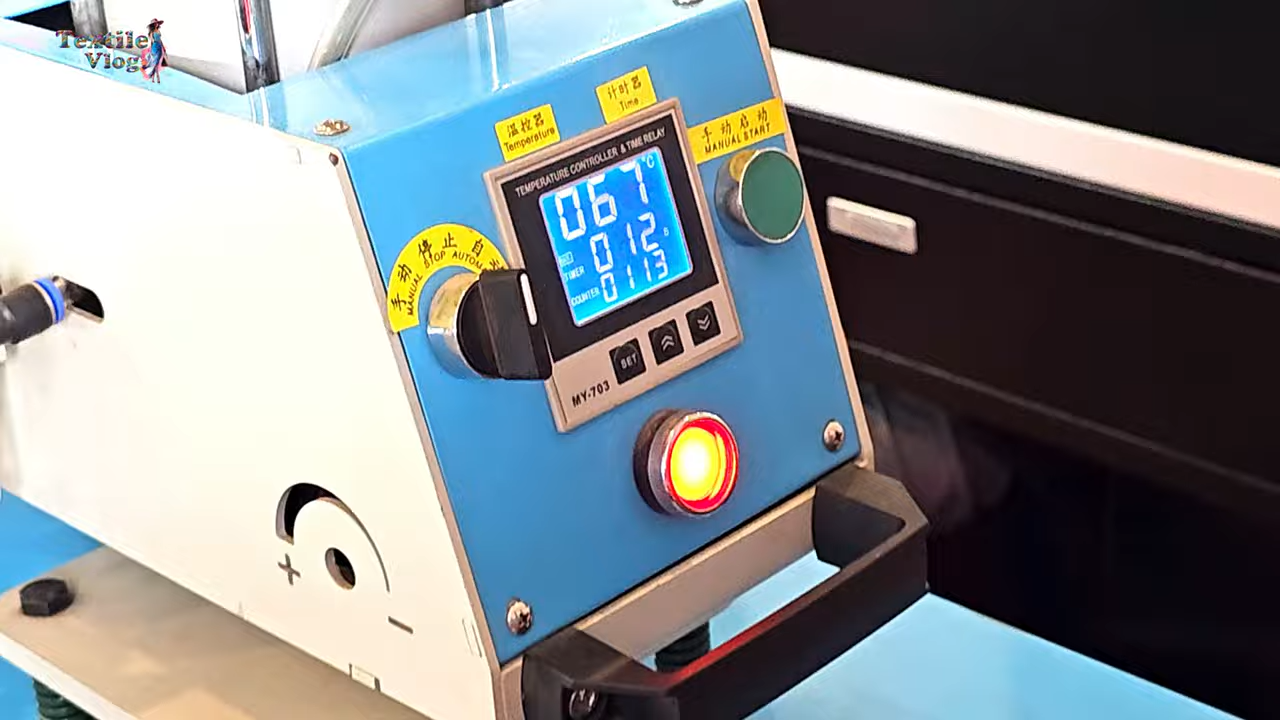 Textile
Vlog
计时器
Time
温控器
Temperature
手动启动
MANUAL START
TEMPERATURE CONTROLLER & TIME RELAY
067 °C
012 S
TIMER
COUNTER 0113
手动 停止 自动
MANUAL STOP
SET
MY-703
+
−